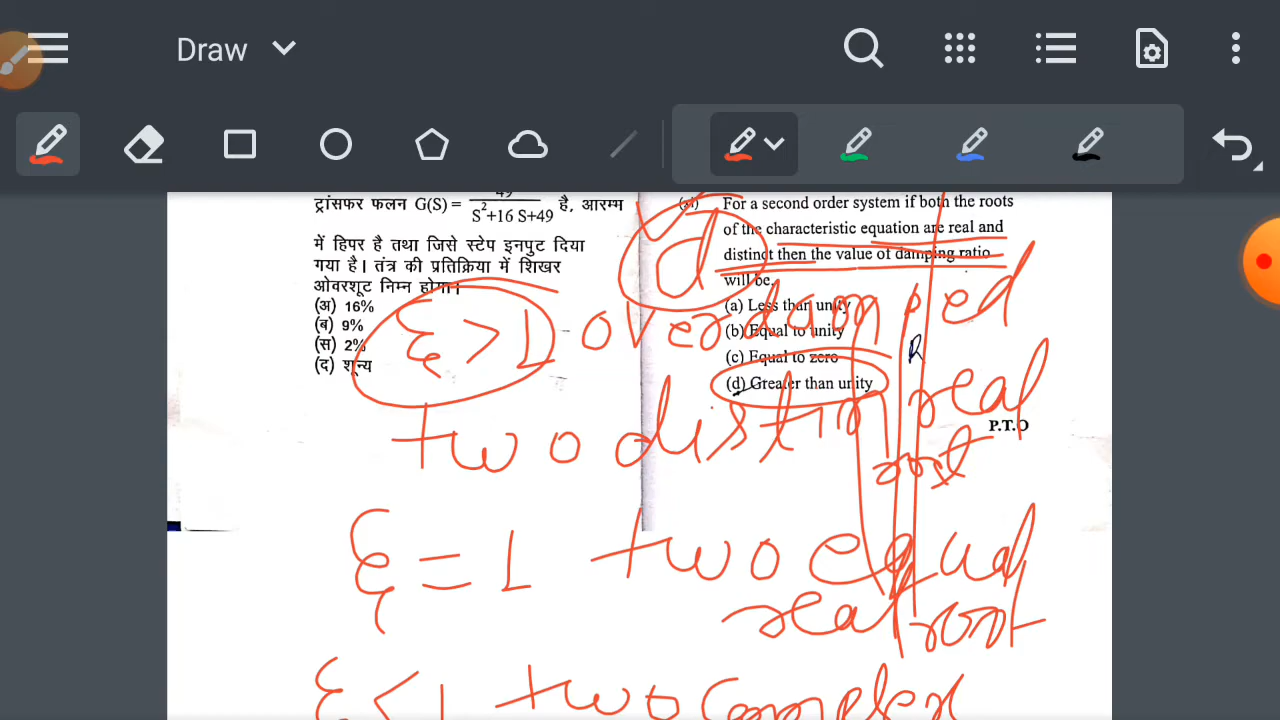 Draw
49
ट्रांसफर फलन G(S) = S²+16 S+49 है, आरम्भ
में हिपर है तथा जिसे स्टेप इनपुट दिया
गया है। तंत्र की प्रतिक्रिया में शिखर
ओवरशूट निम्न होगा।
(अ) 16%
(ब) 9%
(स) 2%
(द) शून्य
For a second order system if both the roots
of the characteristic equation are real and
distinct then the value of damping ratio
will be.
(a) Less than unity
(b) Equal to unity
(c) Equal to zero
(d) Greater than unity
P.T.O
d
R
ξ > 1 overdamped
two distin real
root
ξ = 1 two equal
real root
ξ < 1 two complex